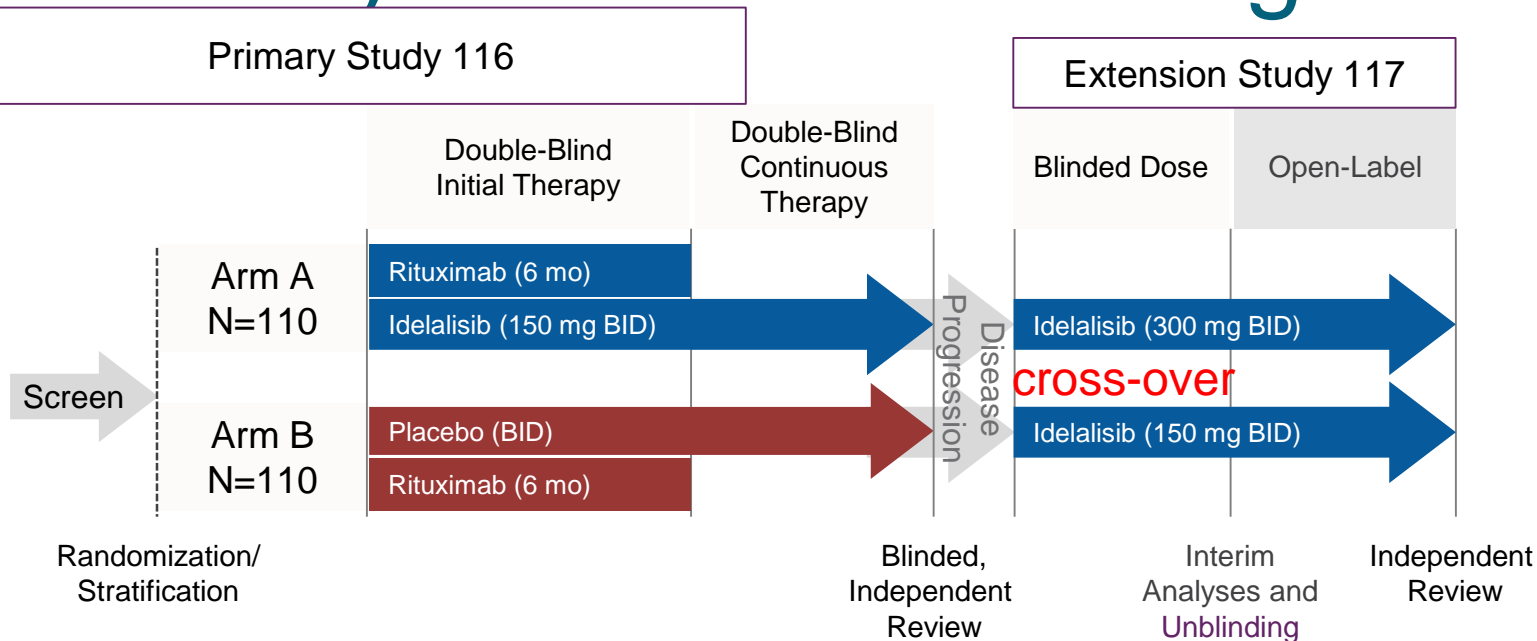 Primary Study 116
Extension Study 117
Double-Blind
Initial Therapy
Double-Blind
Continuous
Therapy
Blinded Dose
Open-Label
Screen
Arm A
N=110
Rituximab (6 mo)
Idelalisib (150 mg BID)
Disease
Progression
Idelalisib (300 mg BID)
cross-over
Arm B
N=110
Placebo (BID)
Rituximab (6 mo)
Idelalisib (150 mg BID)
Randomization/
Stratification
Blinded,
Independent
Review
Interim
Analyses and
Unblinding
Independent
Review